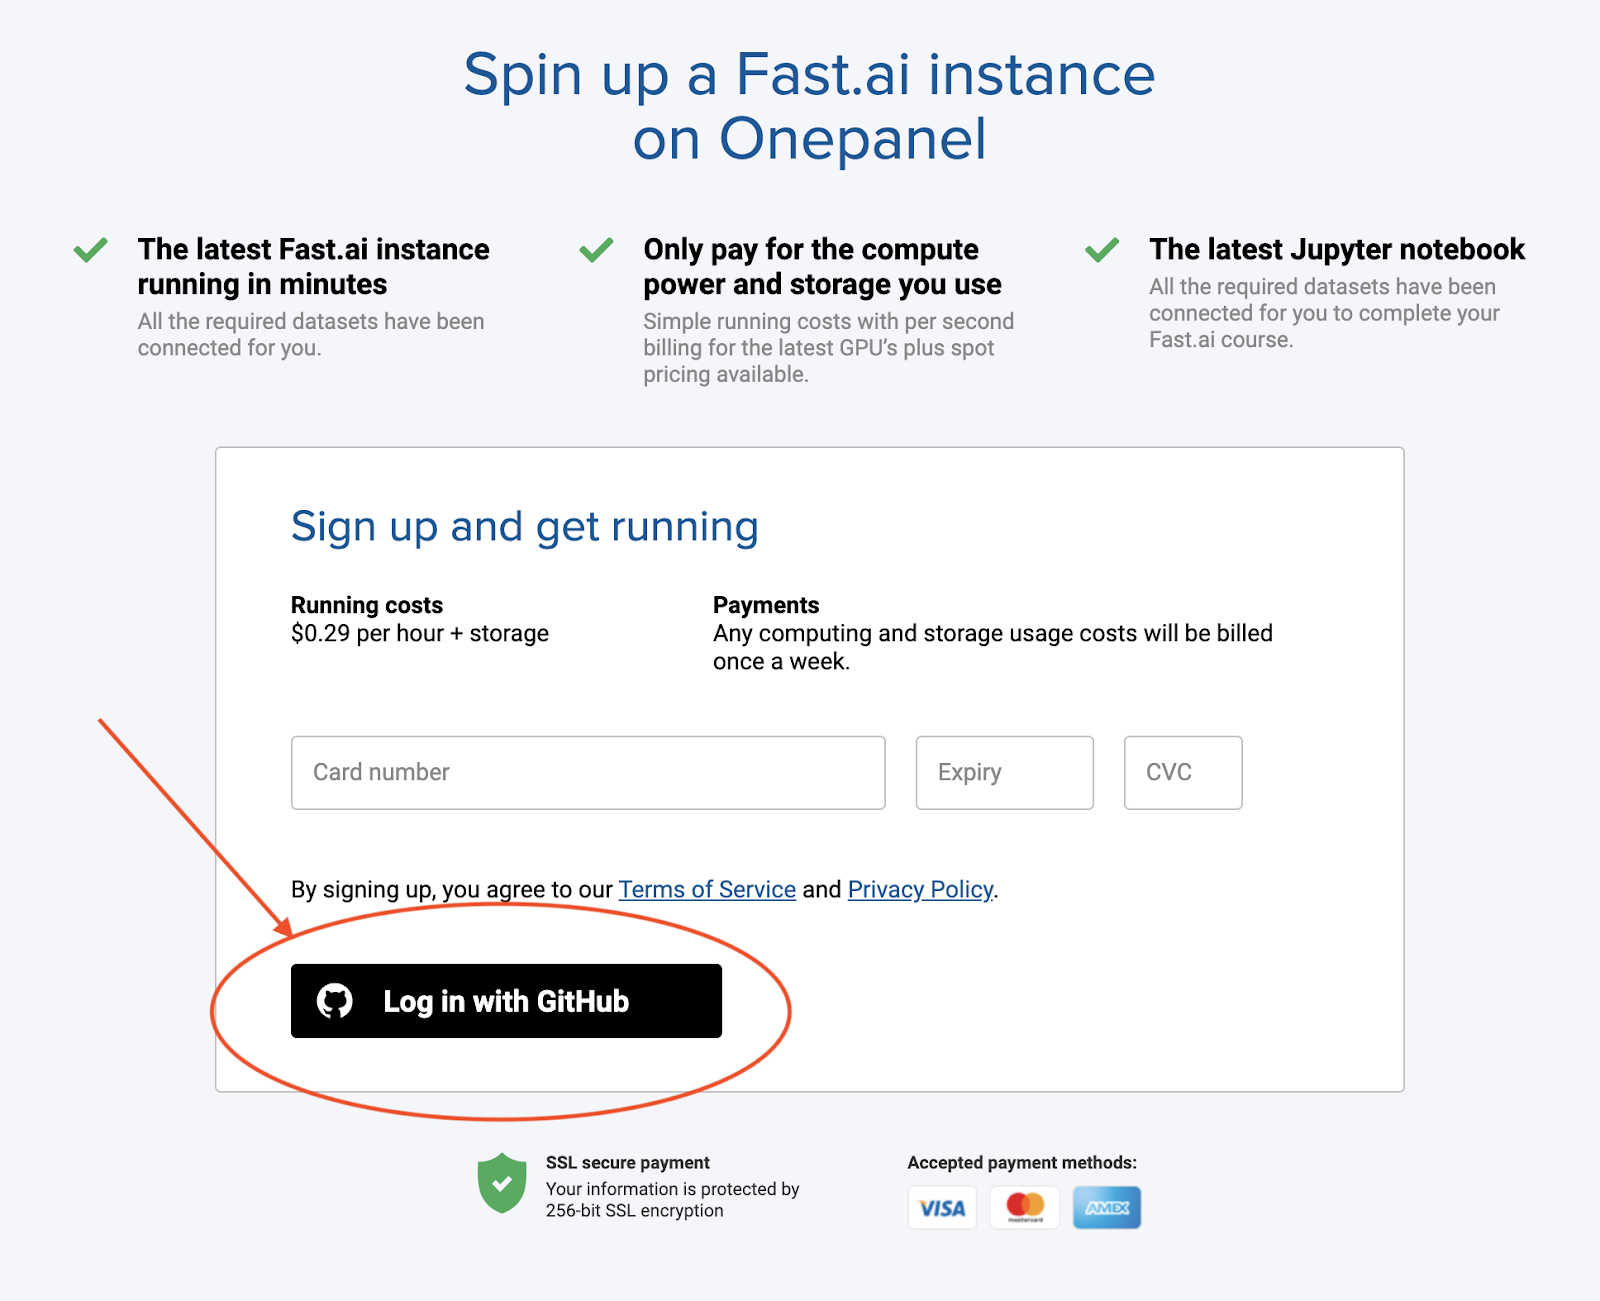 Spin up a Fast.ai instance
on Onepanel
The latest Fast.ai instance
running in minutes
All the required datasets have been
connected for you.
Only pay for the compute
power and storage you use
Simple running costs with per second
billing for the latest GPU's plus spot
pricing available.
The latest Jupyter notebook
All the required datasets have been
connected for you to complete your
Fast.ai course.
Sign up and get running
Running costs
$0.29 per hour + storage
Payments
Any computing and storage usage costs will be billed
once a week.
Card number
Expiry
CVC
By signing up, you agree to our Terms of Service and Privacy Policy.
Log in with GitHub
SSL secure payment
Your information is protected by
256-bit SSL encryption
Accepted payment methods:
VISA
mastercard
AMEX